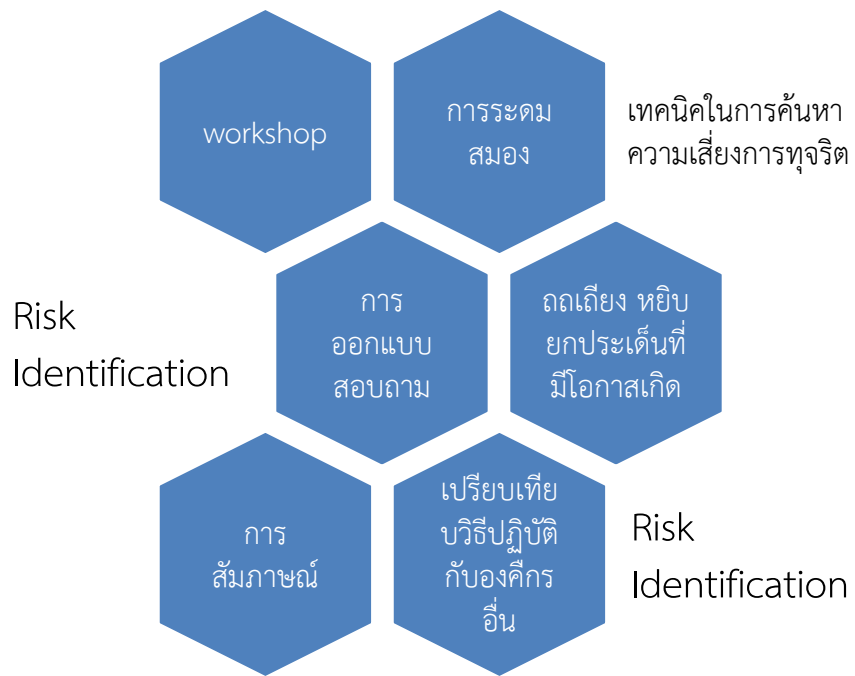 workshop
การระดม
สมอง
เทคนิคในการค้นหา
ความเสี่ยงการทุจริต
Risk
Identification
การ
ออกแบบ
สอบถาม
ถถเถียง หยิบ
ยกประเด็นที่
มีโอกาสเกิด
การ
สัมภาษณ์
เปรียบเทีย
บวิธีปฏิบัติ
กับองค์กร
อื่น
Risk
Identification